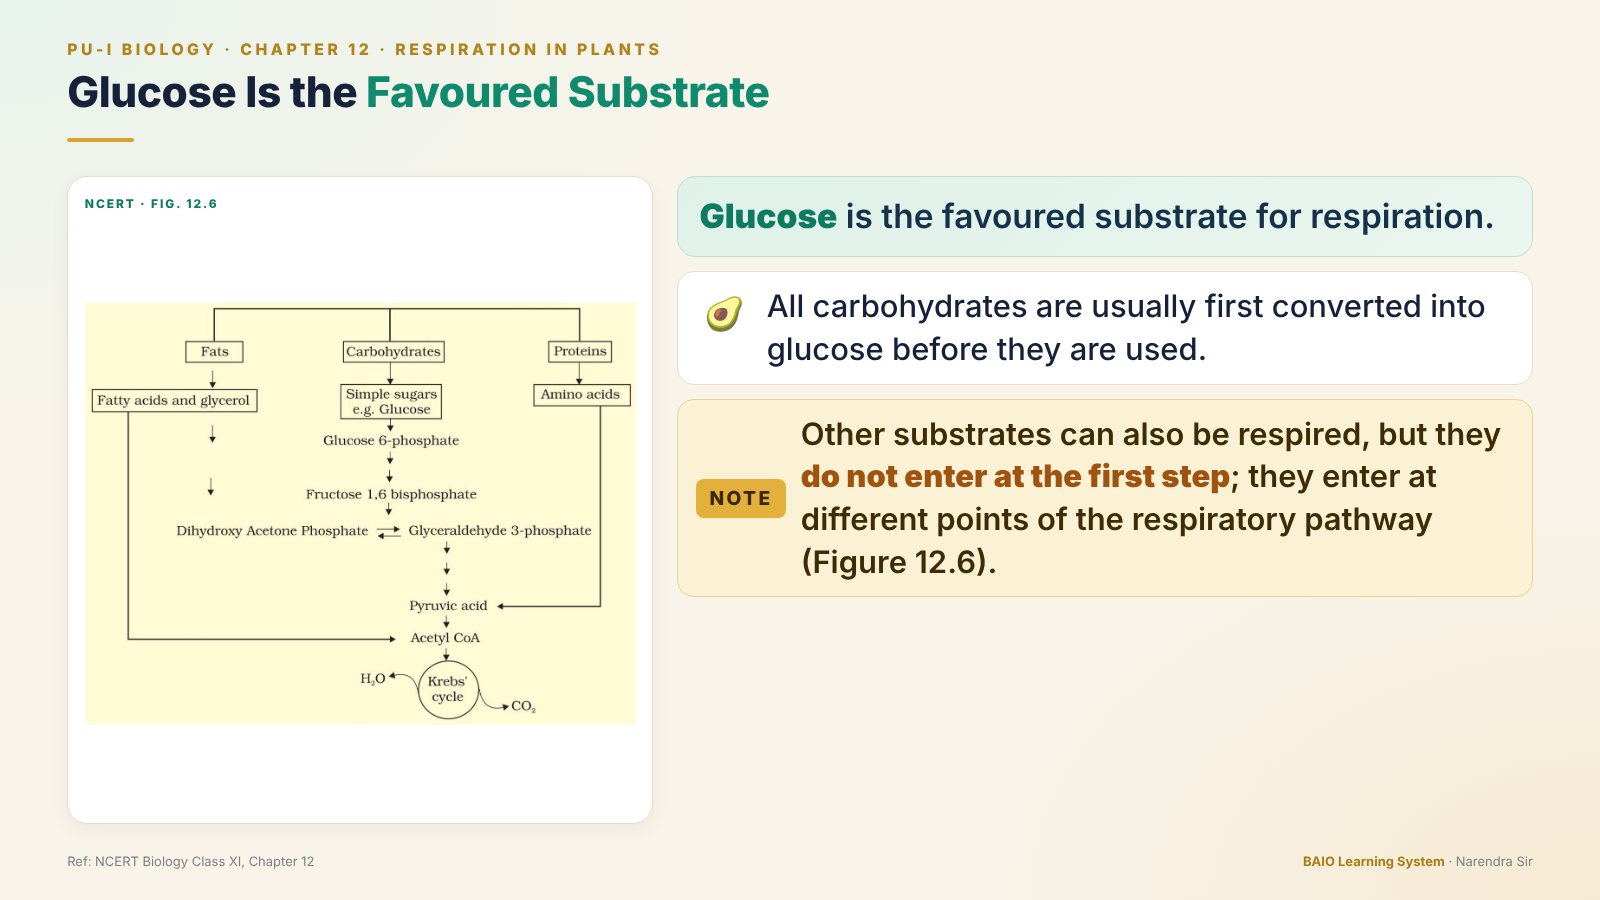 PU-I BIOLOGY · CHAPTER 12 · RESPIRATION IN PLANTS
Glucose Is the Favoured Substrate
NCERT · FIG. 12.6
Fats
Carbohydrates
Proteins
Fatty acids and glycerol
Simple sugars
e.g. Glucose
Amino acids
Glucose 6-phosphate
Fructose 1,6 bisphosphate
Dihydroxy Acetone Phosphate
Glyceraldehyde 3-phosphate
Pyruvic acid
Acetyl CoA
H₂O
Krebs'
cycle
CO₂
Glucose is the favoured substrate for respiration.
All carbohydrates are usually first converted into
glucose before they are used.
NOTE
Other substrates can also be respired, but they
do not enter at the first step; they enter at
different points of the respiratory pathway
(Figure 12.6).
Ref: NCERT Biology Class XI, Chapter 12
BAIO Learning System · Narendra Sir